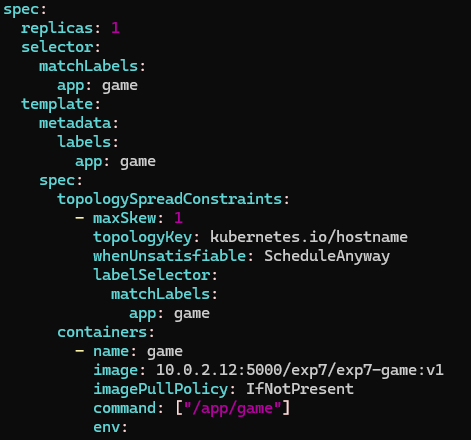 spec:
  replicas: 1
  selector:
    matchLabels:
      app: game
  template:
    metadata:
      labels:
        app: game
    spec:
      topologySpreadConstraints:
        - maxSkew: 1
          topologyKey: kubernetes.io/hostname
          whenUnsatisfiable: ScheduleAnyway
          labelSelector:
            matchLabels:
              app: game
      containers:
        - name: game
          image: 10.0.2.12:5000/exp7/exp7-game:v1
          imagePullPolicy: IfNotPresent
          command: ["/app/game"]
          env: